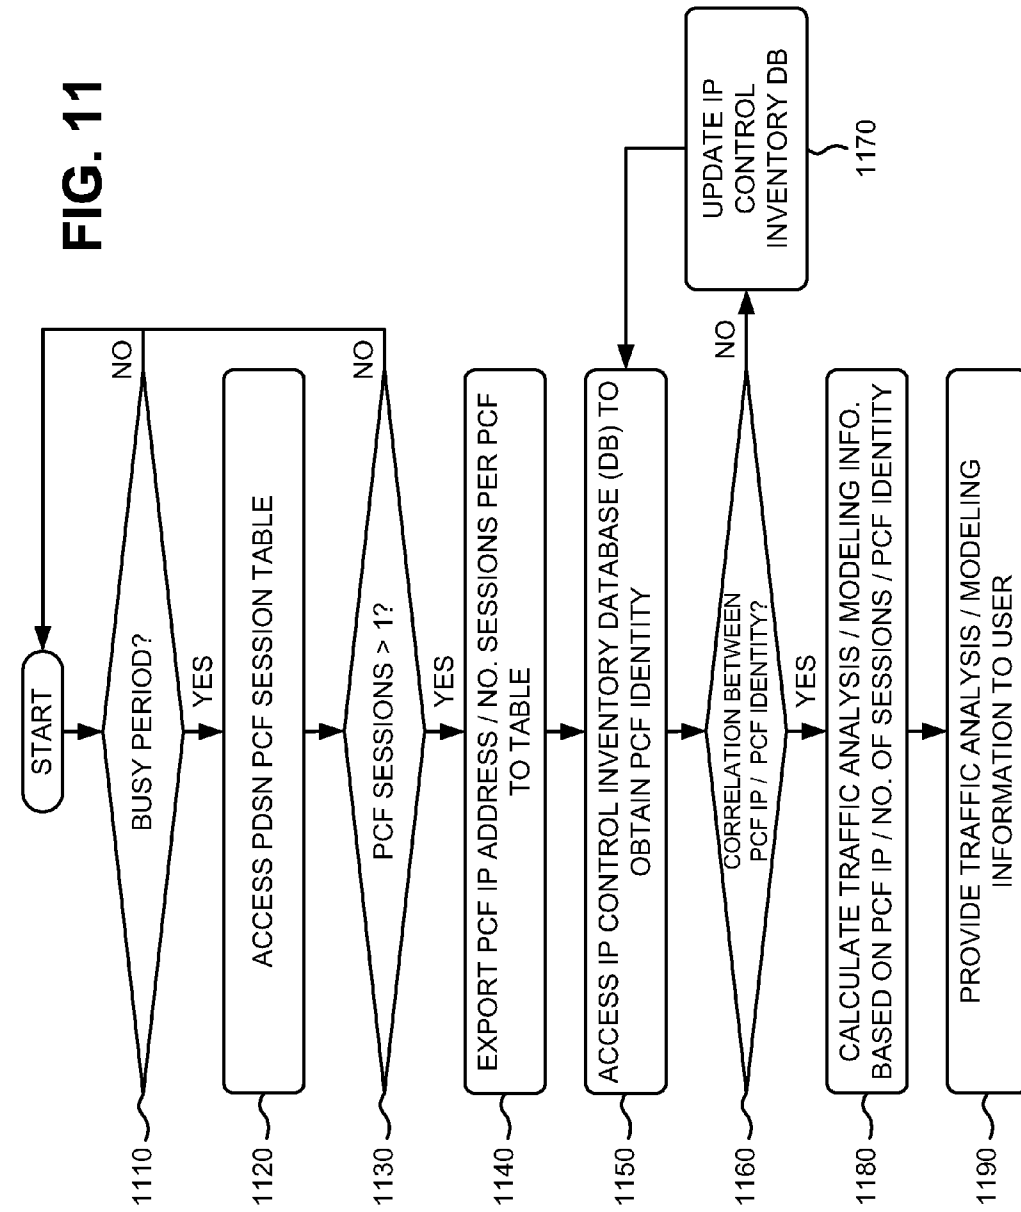 FIG. 11
START
1110
BUSY PERIOD?
NO
YES
1120
ACCESS PDSN PCF SESSION TABLE
1130
PCF SESSIONS > 1?
NO
YES
1140
EXPORT PCF IP ADDRESS / NO. SESSIONS PER PCF
TO TABLE
1150
ACCESS IP CONTROL INVENTORY DATABASE (DB) TO
OBTAIN PCF IDENTITY
1160
CORRELATION BETWEEN
PCF IP / PCF IDENTITY?
NO
UPDATE IP
CONTROL
INVENTORY DB
1170
YES
1180
CALCULATE TRAFFIC ANALYSIS / MODELING INFO.
BASED ON PCF IP / NO. OF SESSIONS / PCF IDENTITY
1190
PROVIDE TRAFFIC ANALYSIS / MODELING
INFORMATION TO USER